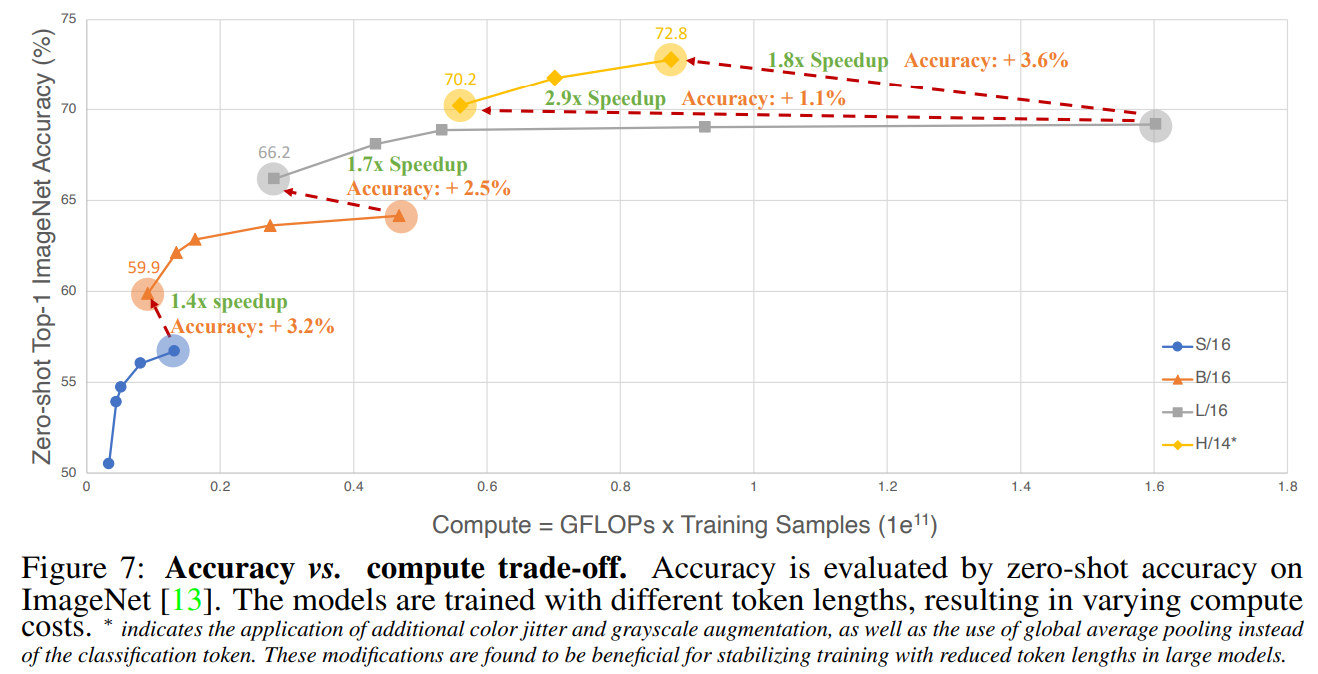 Zero-shot Top-1 ImageNet Accuracy (%)
75
70
65
60
55
50
72.8
1.8x Speedup Accuracy: + 3.6%
70.2
2.9x Speedup Accuracy: + 1.1%
66.2
1.7x Speedup
Accuracy: + 2.5%
59.9
1.4x speedup
Accuracy: + 3.2%
S/16
B/16
L/16
H/14*
0 0.2 0.4 0.6 0.8 1 1.2 1.4 1.6 1.8
Compute = GFLOPs x Training Samples (1e¹¹)
Figure 7: Accuracy vs. compute trade-off. Accuracy is evaluated by zero-shot accuracy on
ImageNet [13]. The models are trained with different token lengths, resulting in varying compute
costs. * indicates the application of additional color jitter and grayscale augmentation, as well as the use of global average pooling instead
of the classification token. These modifications are found to be beneficial for stabilizing training with reduced token lengths in large models.